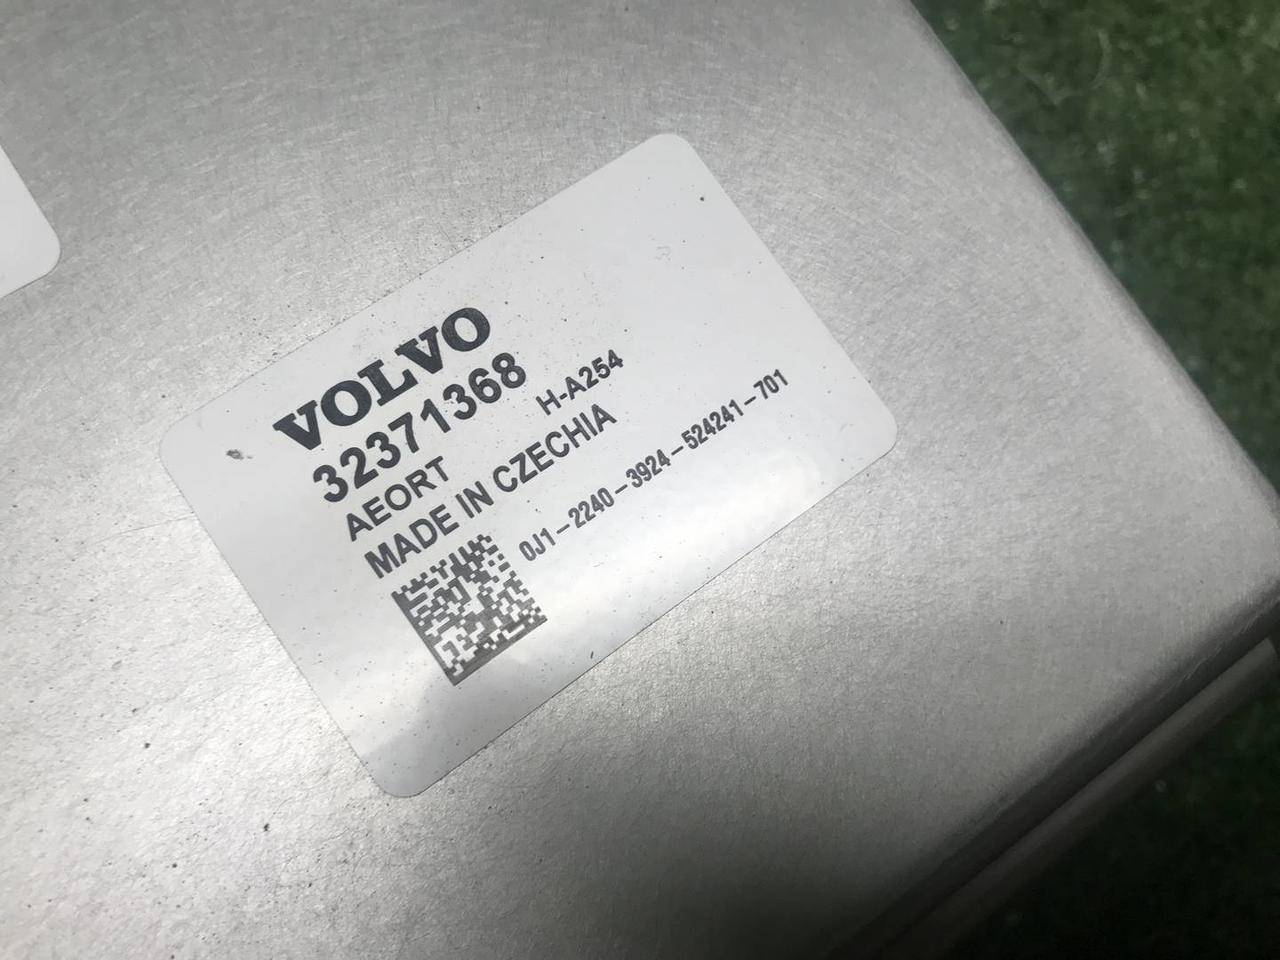 VOLVO
32371368
AEORT H-A254
MADE IN CZECHIA
0J1-2240-3924-524241-701